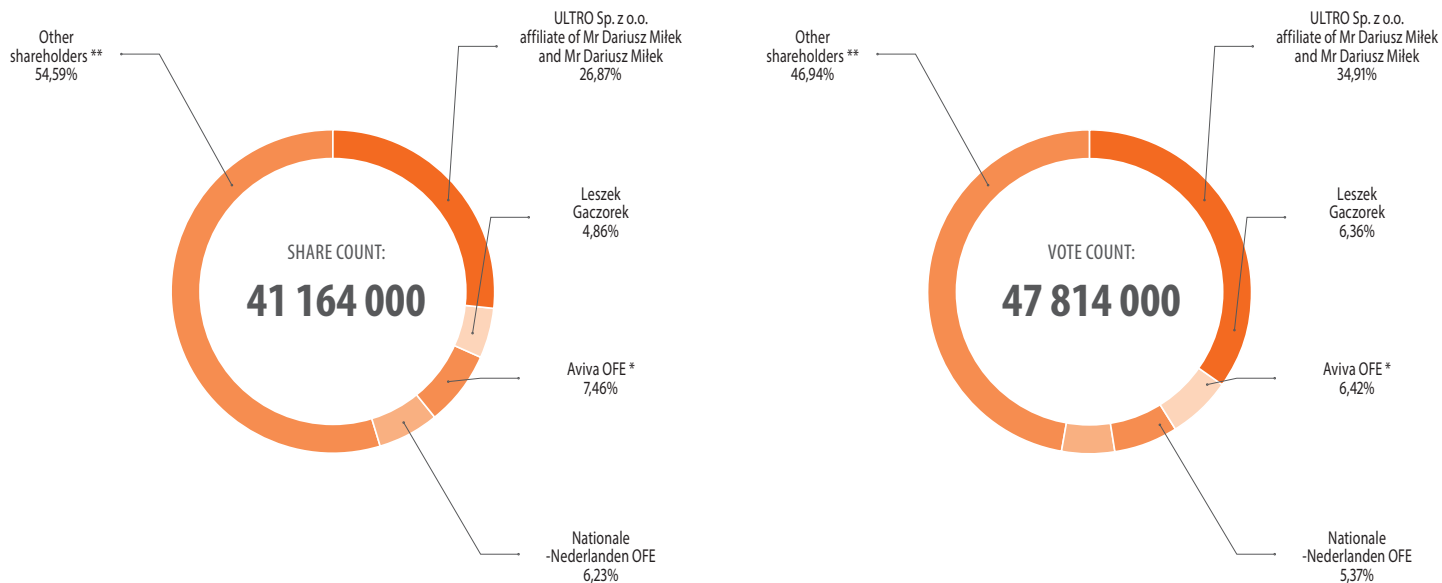 Other
shareholders **
54,59%
ULTRO Sp. z o.o.
affiliate of Mr Dariusz Miłek
and Mr Dariusz Miłek
26,87%
Leszek
Gaczorek
4,86%
SHARE COUNT:
41 164 000
Aviva OFE *
7,46%
Nationale
-Nederlanden OFE
6,23%
Other
shareholders **
46,94%
ULTRO Sp. z o.o.
affiliate of Mr Dariusz Miłek
and Mr Dariusz Miłek
34,91%
Leszek
Gaczorek
6,36%
VOTE COUNT:
47 814 000
Aviva OFE *
6,42%
Nationale
-Nederlanden OFE
5,37%